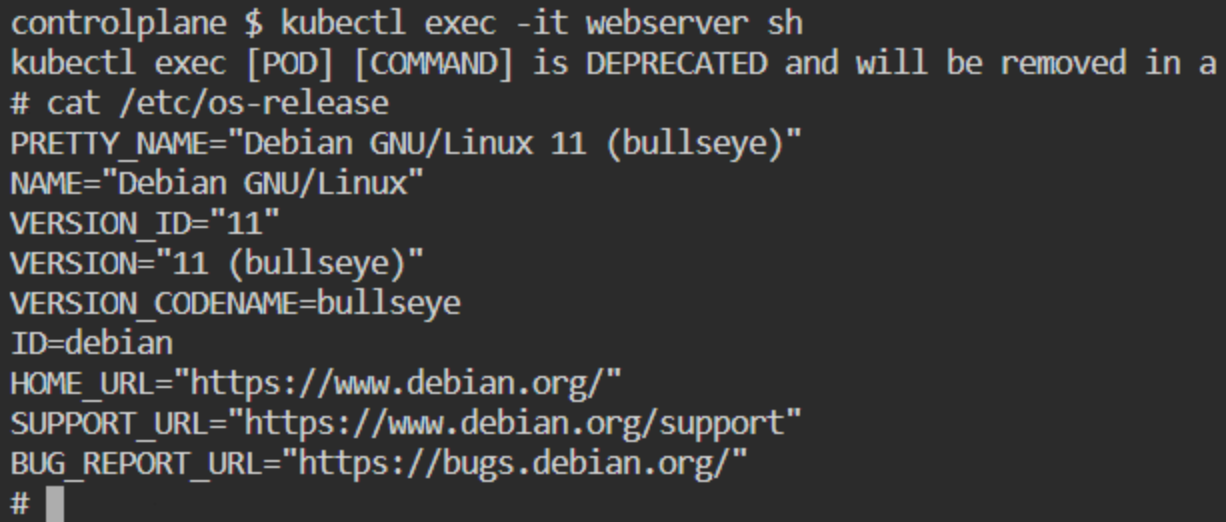 controlplane $ kubectl exec -it webserver sh
kubectl exec [POD] [COMMAND] is DEPRECATED and will be removed in a
# cat /etc/os-release
PRETTY_NAME="Debian GNU/Linux 11 (bullseye)"
NAME="Debian GNU/Linux"
VERSION_ID="11"
VERSION="11 (bullseye)"
VERSION_CODENAME=bullseye
ID=debian
HOME_URL="https://www.debian.org/"
SUPPORT_URL="https://www.debian.org/support"
BUG_REPORT_URL="https://bugs.debian.org/"
#